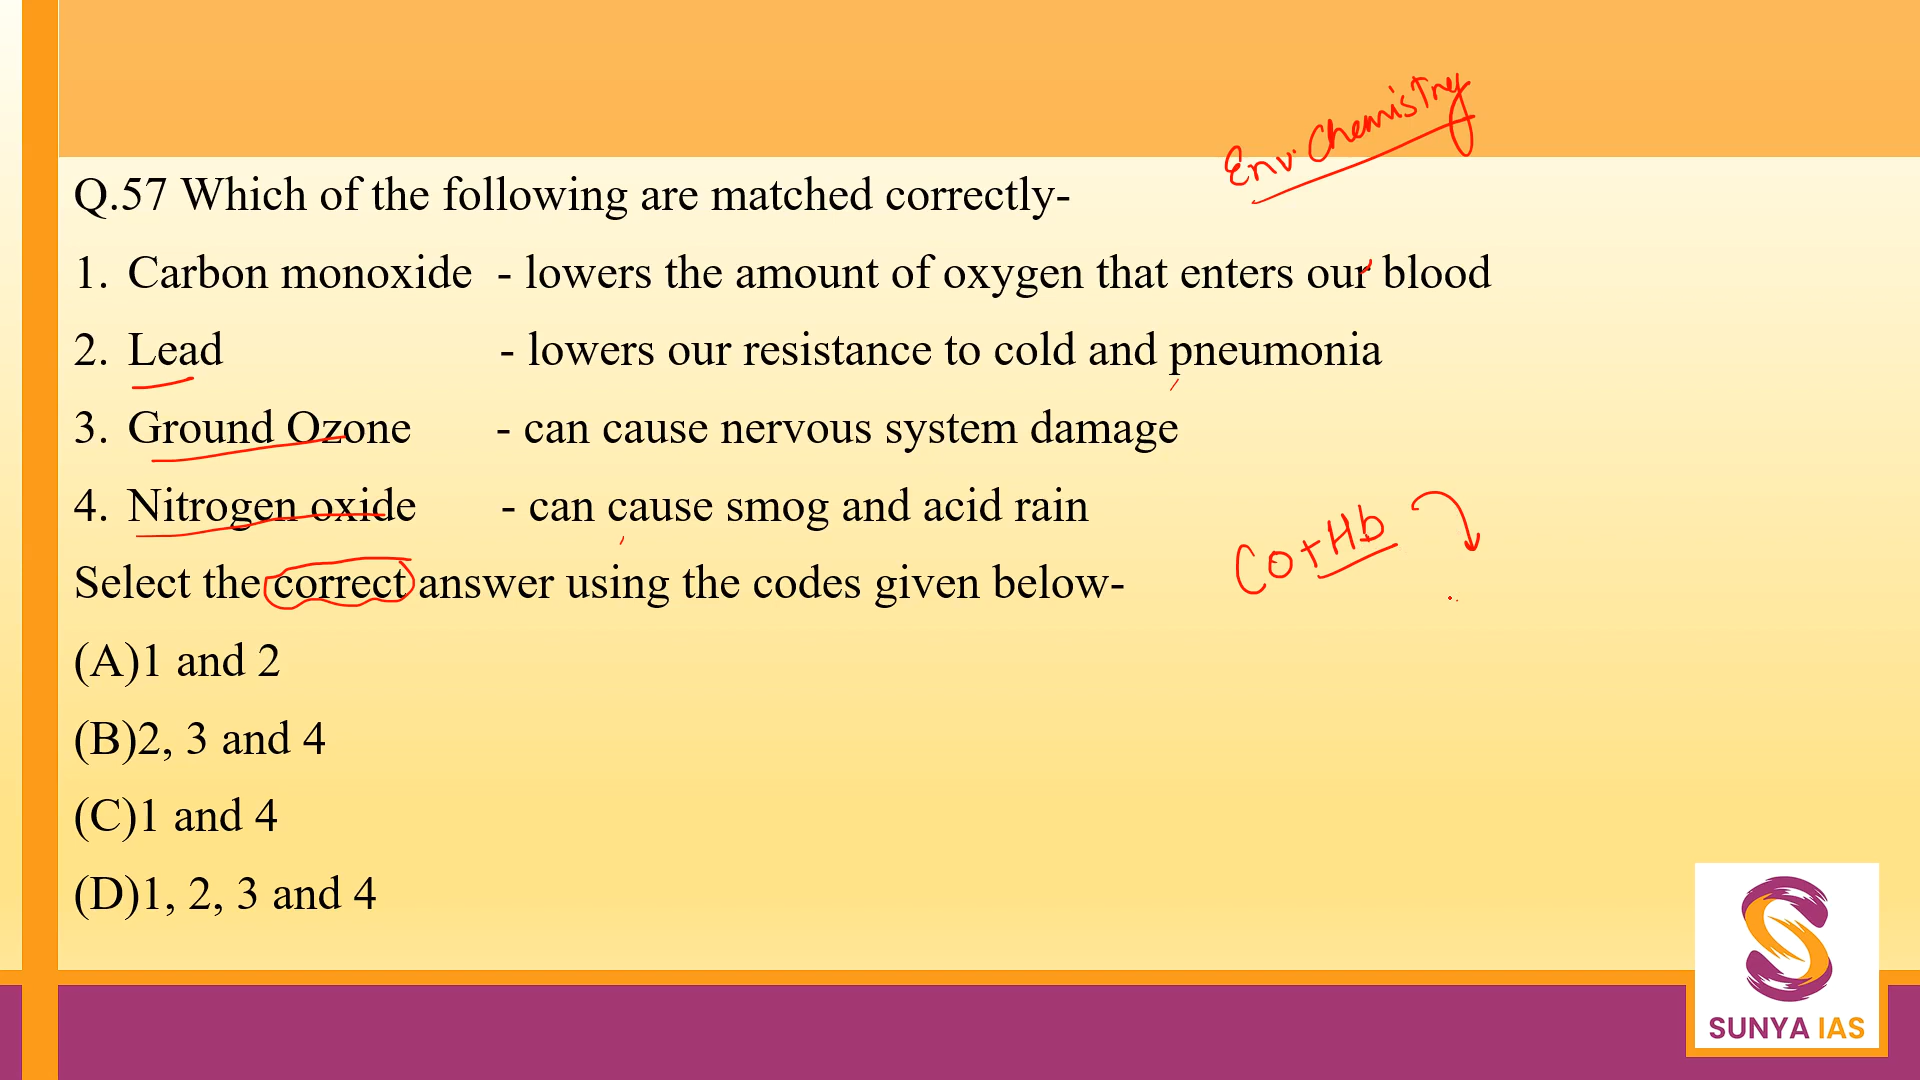 Env. Chemistry
Q.57 Which of the following are matched correctly-
1. Carbon monoxide - lowers the amount of oxygen that enters our blood
2. Lead - lowers our resistance to cold and pneumonia
3. Ground Ozone - can cause nervous system damage
4. Nitrogen oxide - can cause smog and acid rain
CO+Hb
Select the correct answer using the codes given below-
(A)1 and 2
(B)2, 3 and 4
(C)1 and 4
(D)1, 2, 3 and 4
SUNYA IAS